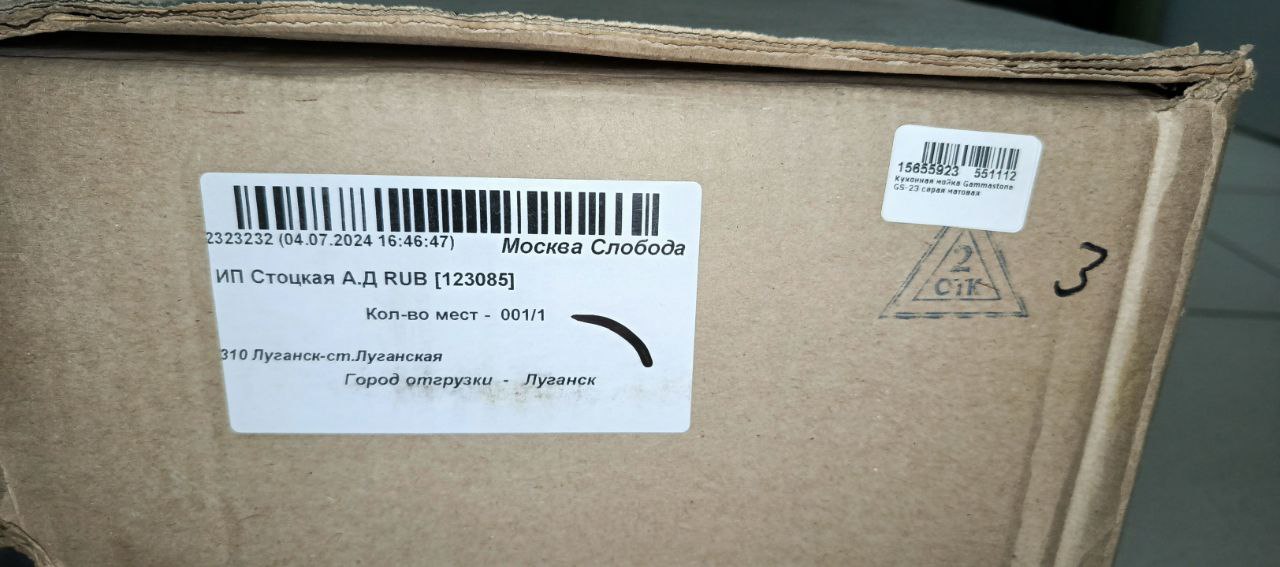 2323232 (04.07.2024 16:46:47)
Москва Слобода
ИП Стоцкая А.Д RUB [123085]
Кол-во мест - 001/1
310 Луганск-ст.Луганская
Город отгрузки - Луганск
15655923 551112
Кухонная мойка Gammastone
GS-23 серая матовая
2
ОТК
3